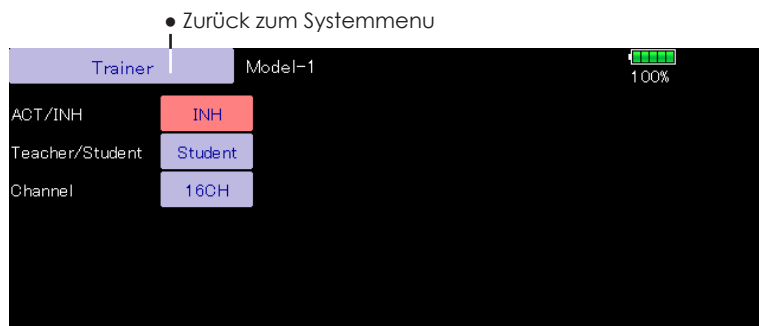 ● Zurück zum Systemmenu
Trainer Model-1
100%
ACT/INH INH
Teacher/Student Student
Channel 16CH